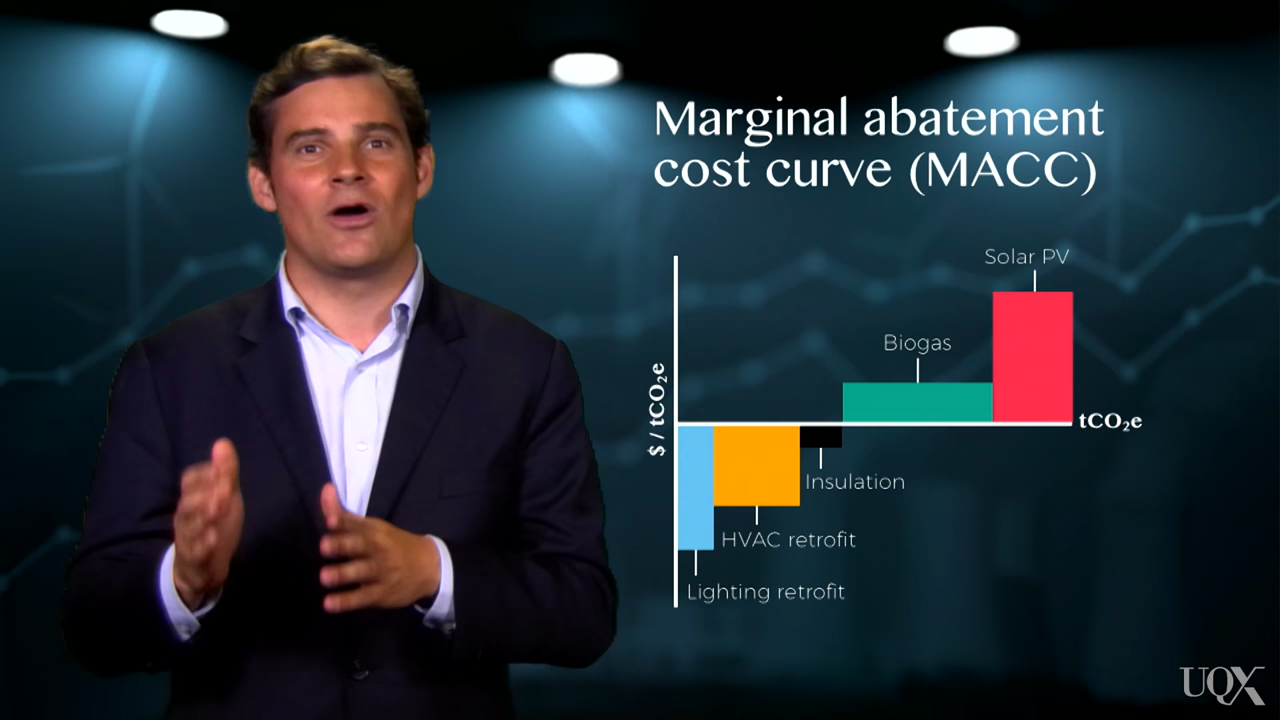 Marginal abatement
cost curve (MACC)
Solar PV
Biogas
$ / tCO₂e
tCO₂e
Insulation
HVAC retrofit
Lighting retrofit
UQX